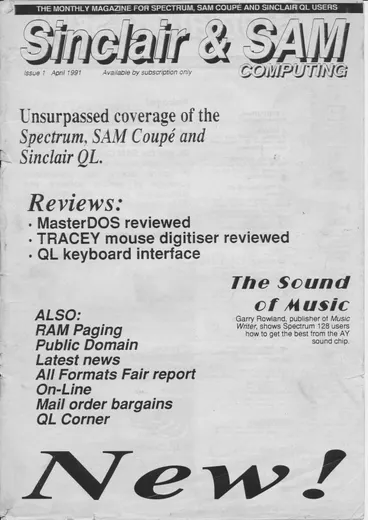 THE MONTHLY MAGAZINE FOR SPECTRUM, SAM COUPÉ AND SINCLAIR QL USERS
Sinclair & SAM
COMPUTING
Issue 1 April 1991 Available by subscription only
Unsurpassed coverage of the
Spectrum, SAM Coupé and
Sinclair QL.
Reviews:
· MasterDOS reviewed
· TRACEY mouse digitiser reviewed
· QL keyboard interface
The Sound
of Music
Garry Rowland, publisher of Music
Writer, shows Spectrum 128 users
how to get the best from the AY
sound chip.
ALSO:
RAM Paging
Public Domain
Latest news
All Formats Fair report
On-Line
Mail order bargains
QL Corner
New!